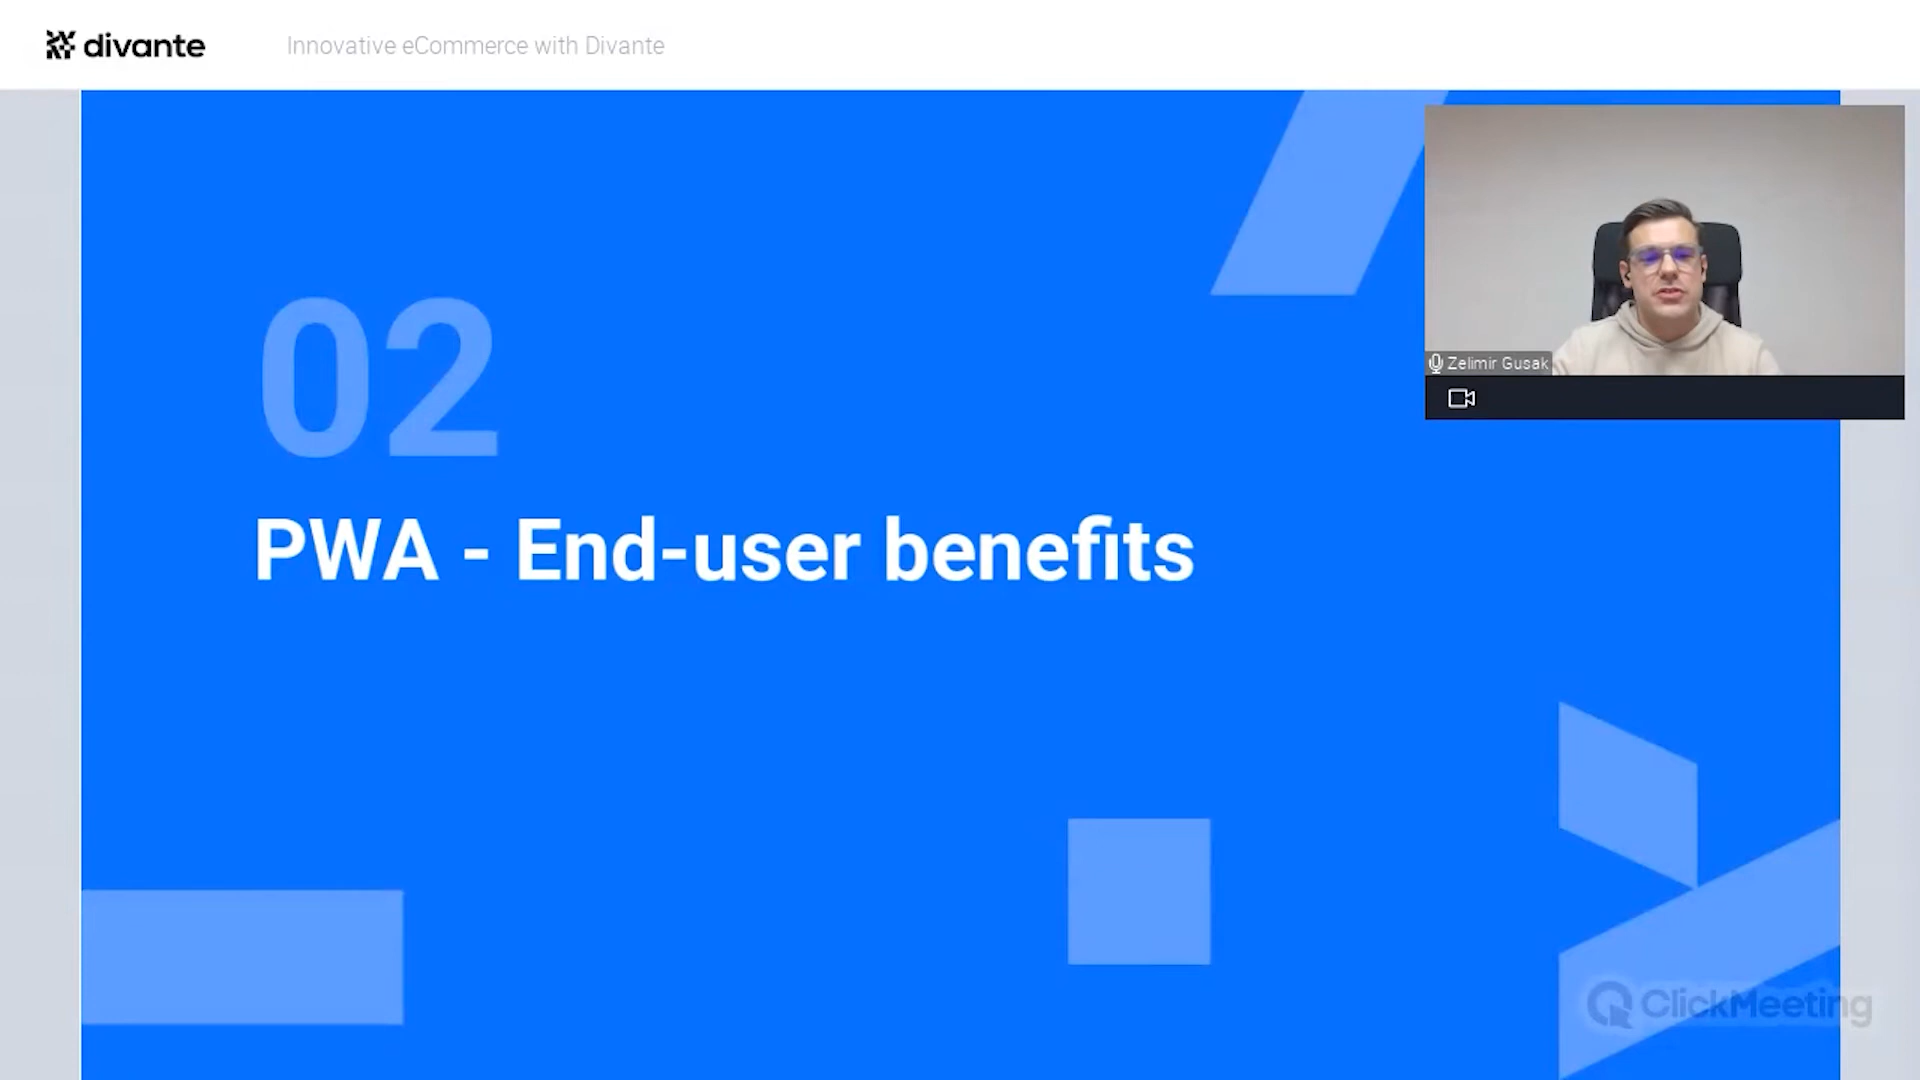 divante
Innovative eCommerce with Divante
Zelimir Gusak
02
PWA - End-user benefits
ClickMeeting